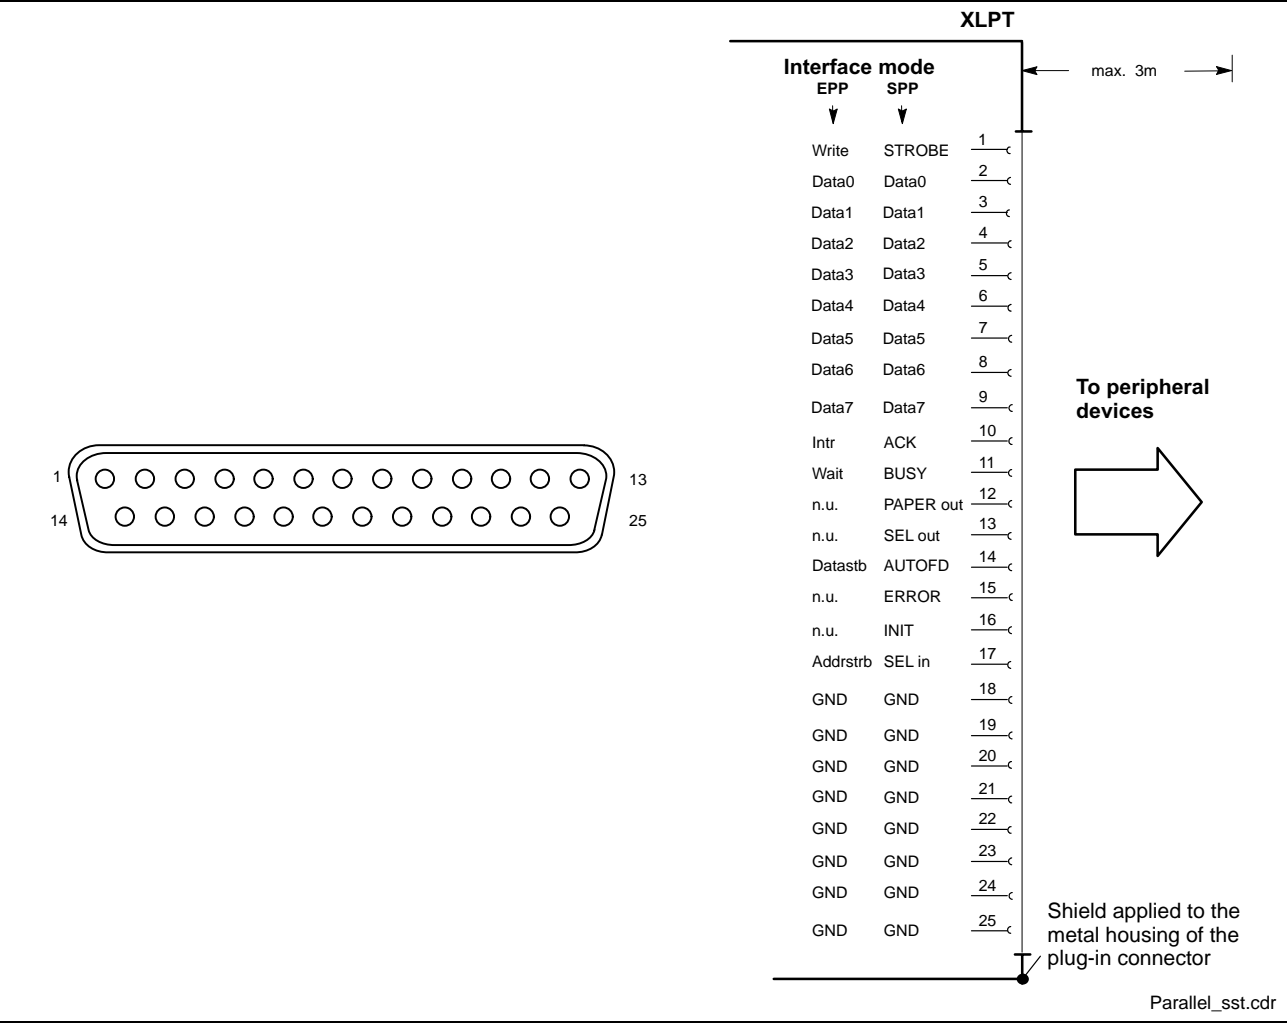 XLPT
Interface mode
max. 3m
EPP SPP
Write STROBE 1
Data0 Data0 2
Data1 Data1 3
Data2 Data2 4
Data3 Data3 5
Data4 Data4 6
Data5 Data5 7
Data6 Data6 8
Data7 Data7 9
Intr ACK 10
Wait BUSY 11
n.u. PAPER out 12
n.u. SEL out 13
Datastb AUTOFD 14
n.u. ERROR 15
n.u. INIT 16
Addrstrb SEL in 17
GND GND 18
GND GND 19
GND GND 20
GND GND 21
GND GND 22
GND GND 23
GND GND 24
GND GND 25
To peripheral
devices
1 13
14 25
Shield applied to the
metal housing of the
plug-in connector
Parallel_sst.cdr